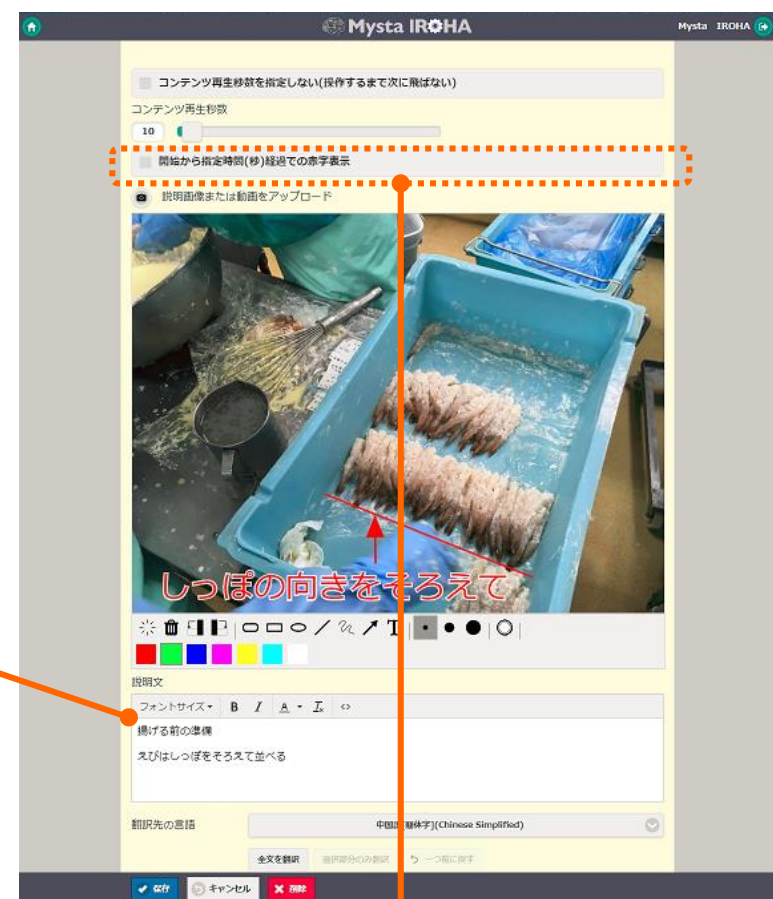 Mysta IROHA
Mysta IROHA
コンテンツ再生秒数を指定しない(操作するまで次に飛ばない)
コンテンツ再生秒数
10
開始から指定時間(秒)経過での赤字表示
説明画像または動画をアップロード
しっぽの向きをそろえて
T
説明文
フォントサイズ B I A Tx <>
揚げる前の準備
えびはしっぽをそろえて並べる
翻訳先の言語
中国語[簡体字](Chinese Simplified)
全文を翻訳 選択部分のみ翻訳 一つ前に戻す
保存 キャンセル 削除